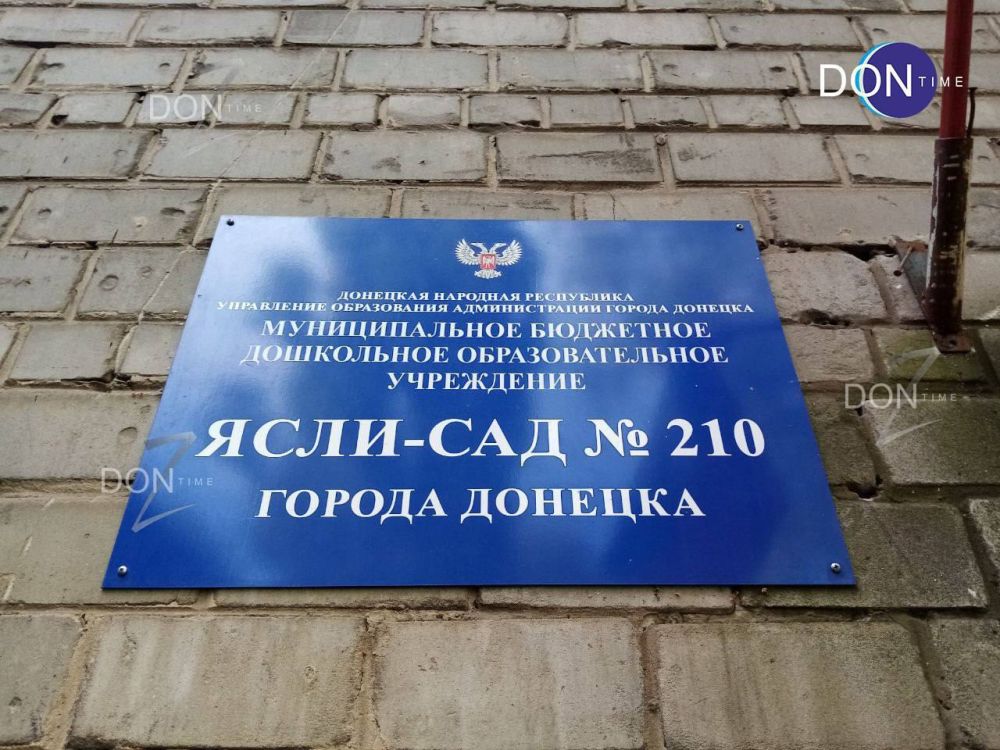 DON TIME
DON TIME
ДОНЕЦКАЯ НАРОДНАЯ РЕСПУБЛИКА
УПРАВЛЕНИЕ ОБРАЗОВАНИЯ АДМИНИСТРАЦИИ ГОРОДА ДОНЕЦКА
МУНИЦИПАЛЬНОЕ БЮДЖЕТНОЕ
ДОШКОЛЬНОЕ ОБРАЗОВАТЕЛЬНОЕ
УЧРЕЖДЕНИЕ
DON TIME
ЯСЛИ-САД № 210
DON TIME
ГОРОДА ДОНЕЦКА